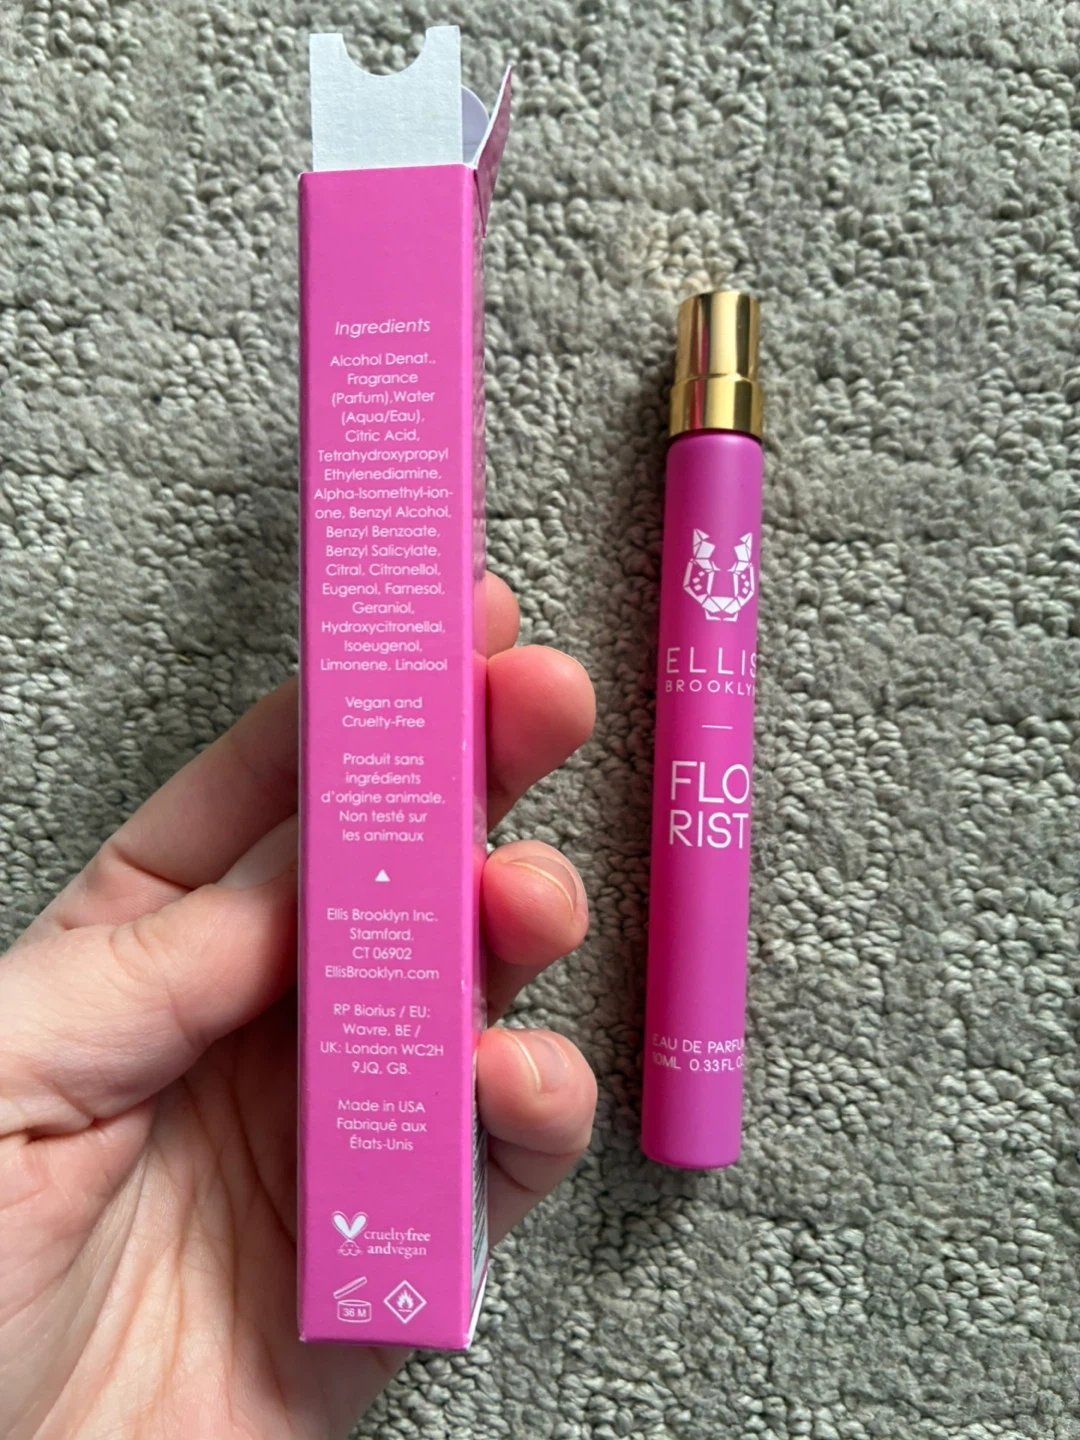 Ingredients
Alcohol Denat..
Fragrance
(Parfum),Water
(Aqua/Eau),
Citric Acid,
Tetrahydroxypropyl
Ethylenediamine,
Alpha-Isomethyl-ion-
one, Benzyl Alcohol,
Benzyl Benzoate,
Benzyl Salicylate,
Citral, Citronellol,
Eugenol, Farnesol,
Geraniol,
Hydroxycitronellal,
Isoeugenol,
Limonene, Linalool
Vegan and
Cruelty-Free
Produit sans
ingrédients
d'origine animale,
Non testé sur
les animaux
Ellis Brooklyn Inc.
Stamford,
CT 06902
EllisBrooklyn.com
RP Biorius / EU:
Wavre, BE /
UK: London WC2H
9JQ, GB.
Made in USA
Fabriqué aux
États-Unis
crueltyfree
andvegan
36 M
ELLIS
BROOKLYN
FLO
RIST
EAU DE PARFUM
10ML 0.33 FL OZ